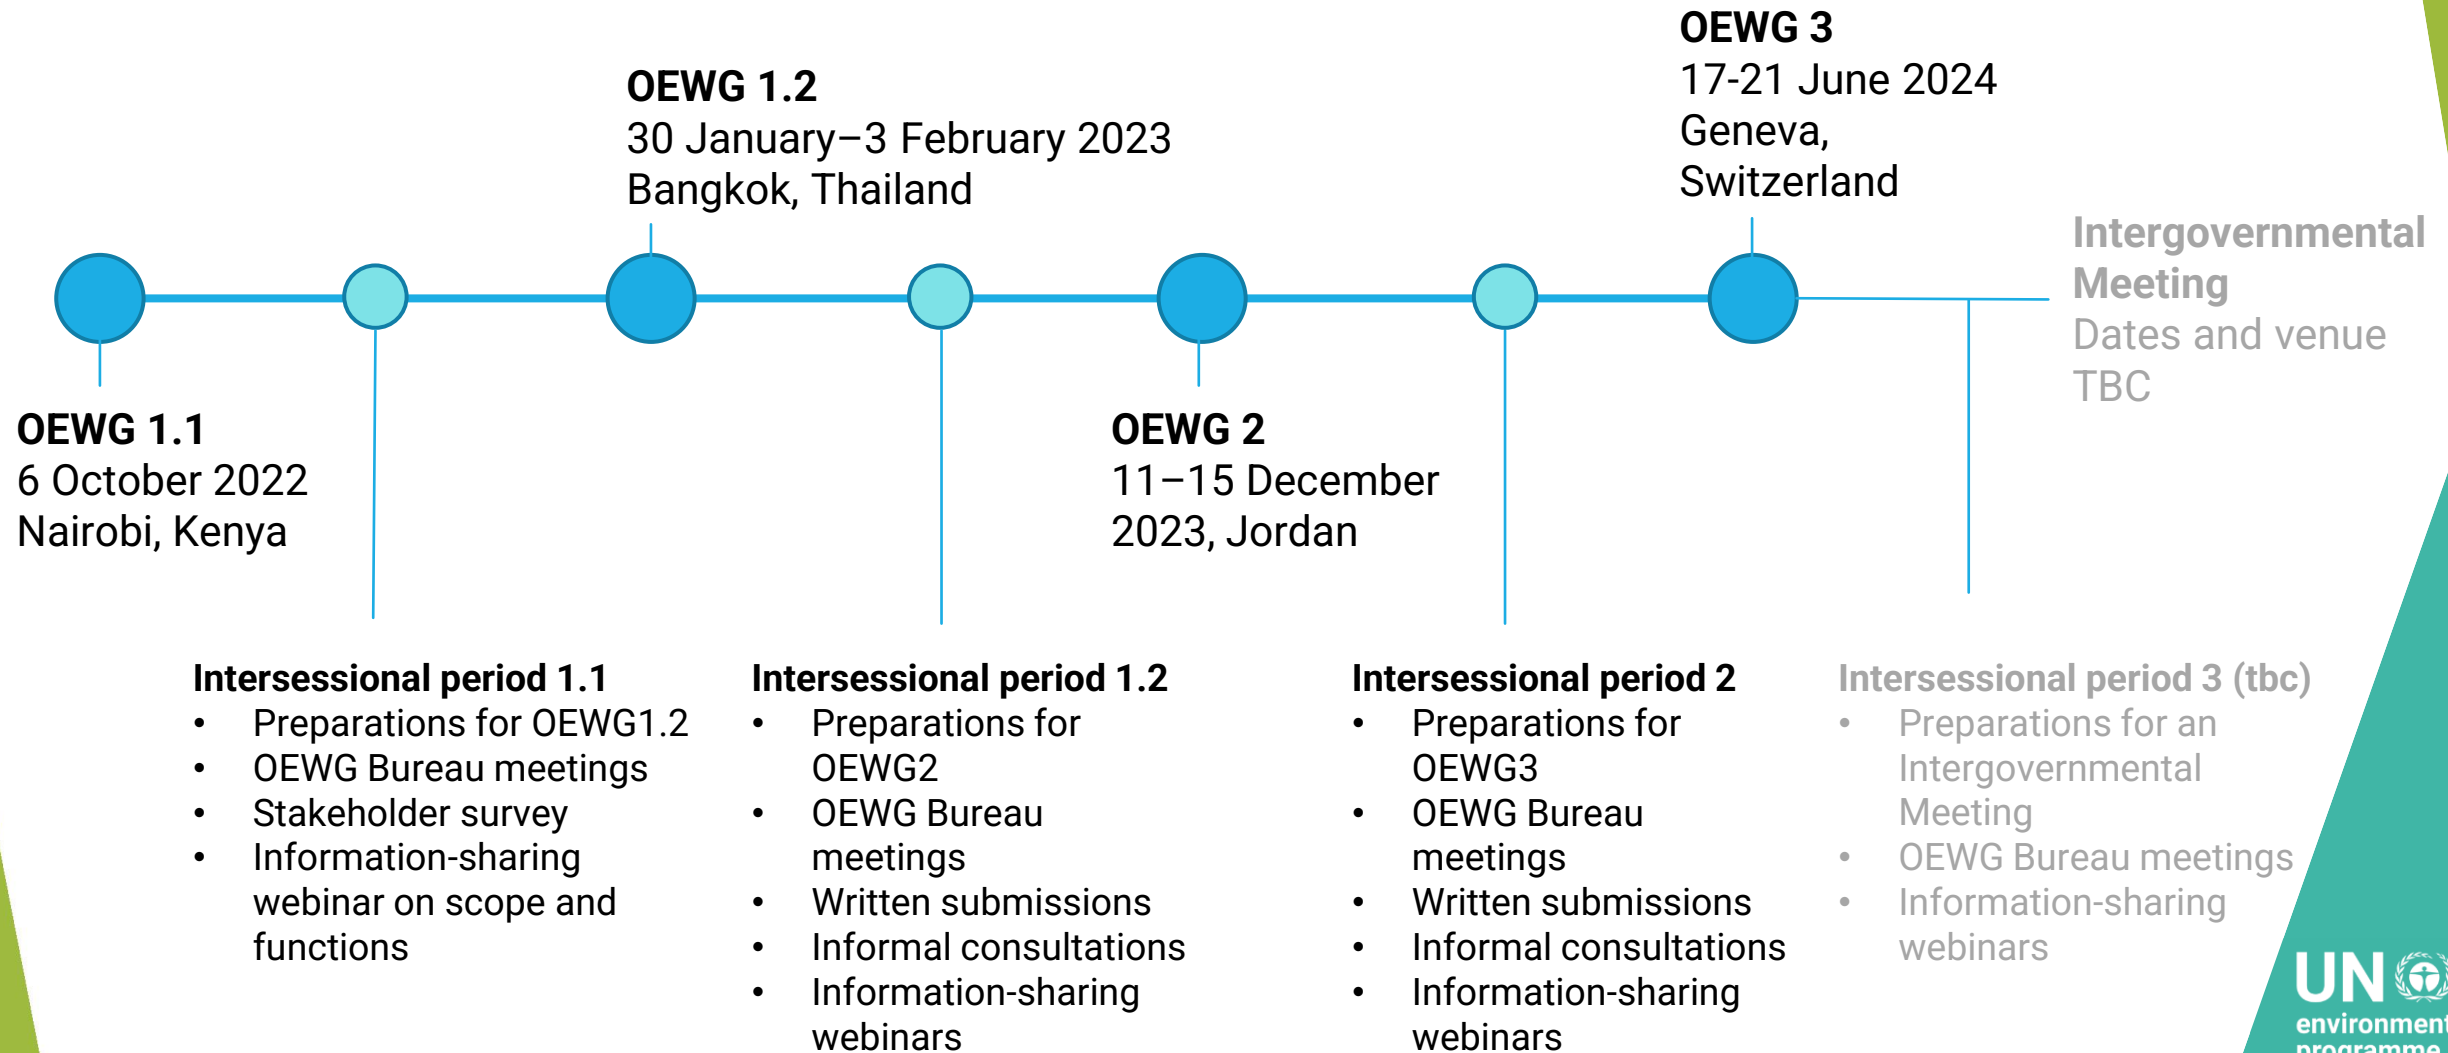 OEWG 1.1
6 October 2022
Nairobi, Kenya
Intersessional period 1.1
• Preparations for OEWG1.2
• OEWG Bureau meetings
• Stakeholder survey
• Information-sharing
webinar on scope and
functions
OEWG 1.2
30 January–3 February 2023
Bangkok, Thailand
Intersessional period 1.2
• Preparations for
OEWG2
• OEWG Bureau
meetings
• Written submissions
• Informal consultations
• Information-sharing
webinars
OEWG 2
11–15 December
2023, Jordan
Intersessional period 2
• Preparations for
OEWG3
• OEWG Bureau
meetings
• Written submissions
• Informal consultations
• Information-sharing
webinars
OEWG 3
17-21 June 2024
Geneva,
Switzerland
Intersessional period 3 (tbc)
• Preparations for an
Intergovernmental
Meeting
• OEWG Bureau meetings
• Information-sharing
webinars
Intergovernmental
Meeting
Dates and venue
TBC
UN
environment
programme